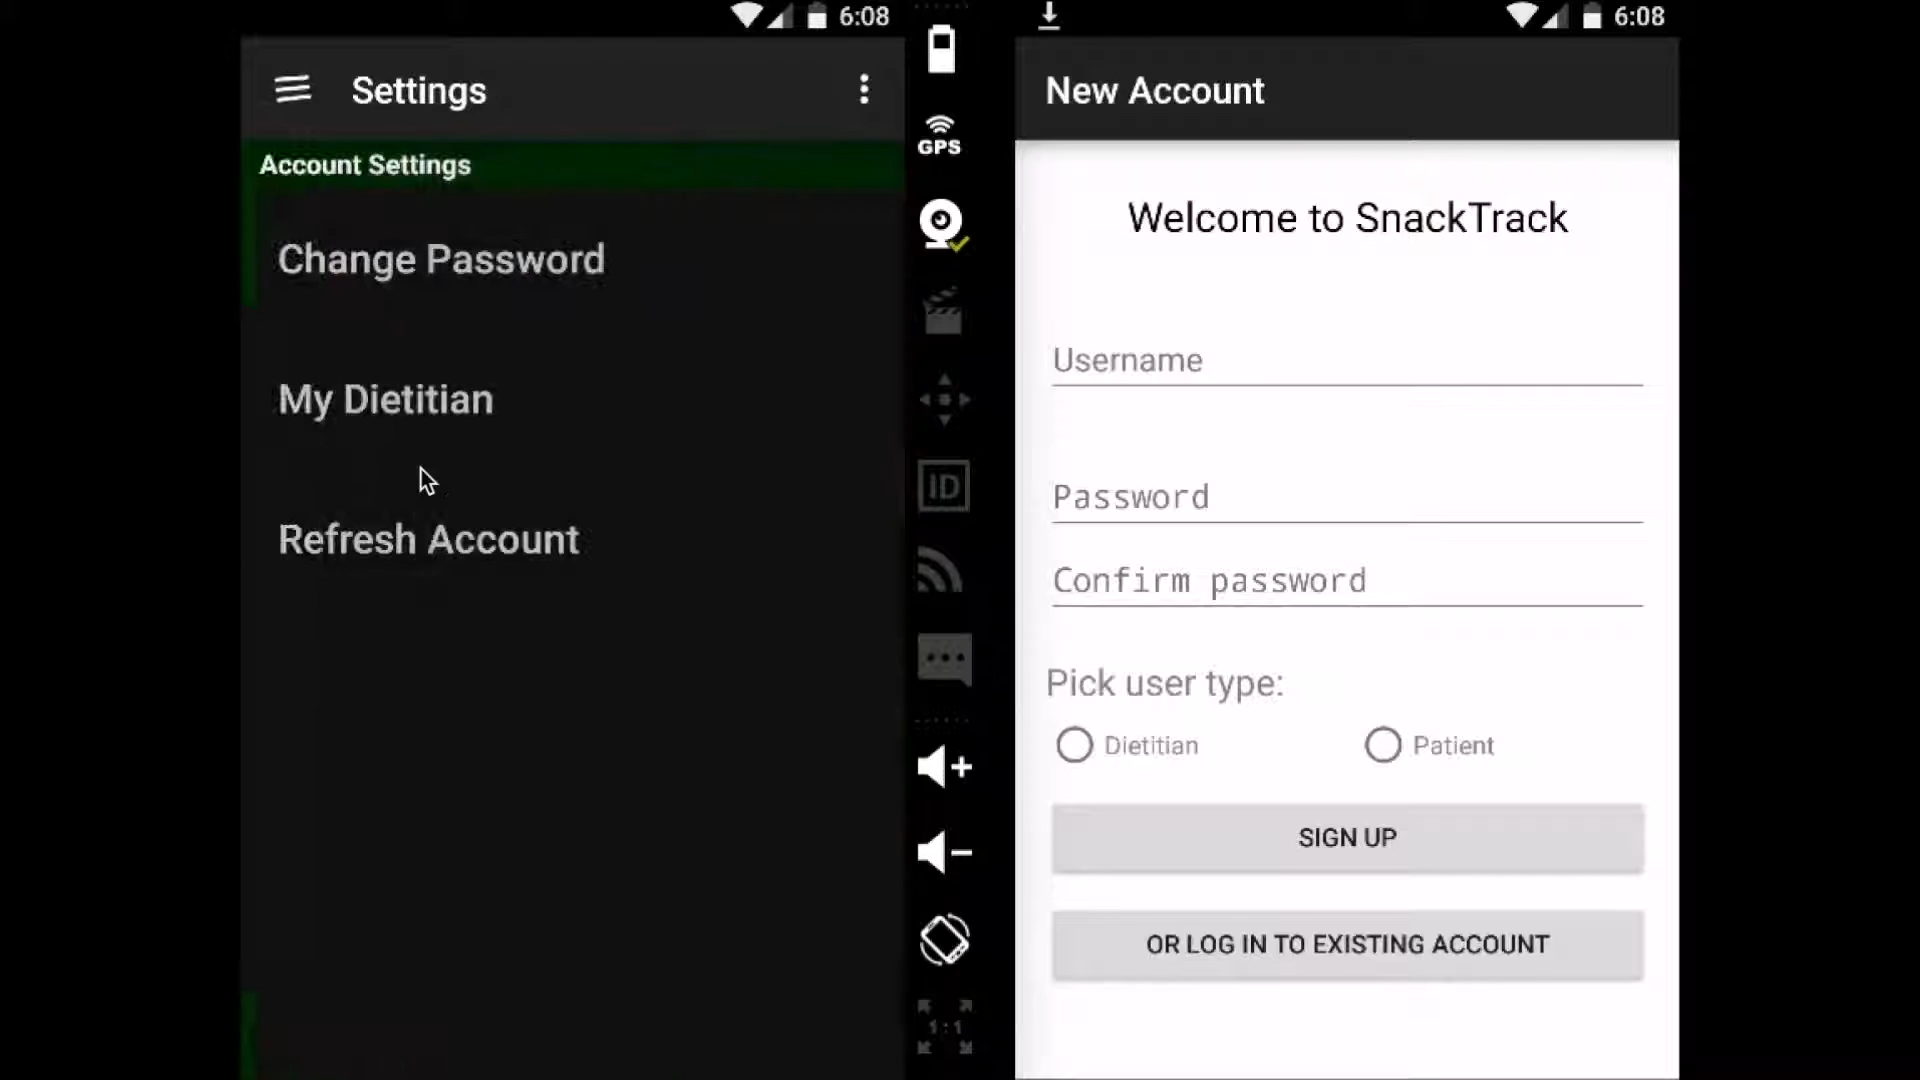 6:08
Settings
Account Settings
Change Password
My Dietitian
Refresh Account
GPS
ID
1:1
6:08
New Account
Welcome to SnackTrack
Username
Password
Confirm password
Pick user type:
Dietitian Patient
SIGN UP
OR LOG IN TO EXISTING ACCOUNT